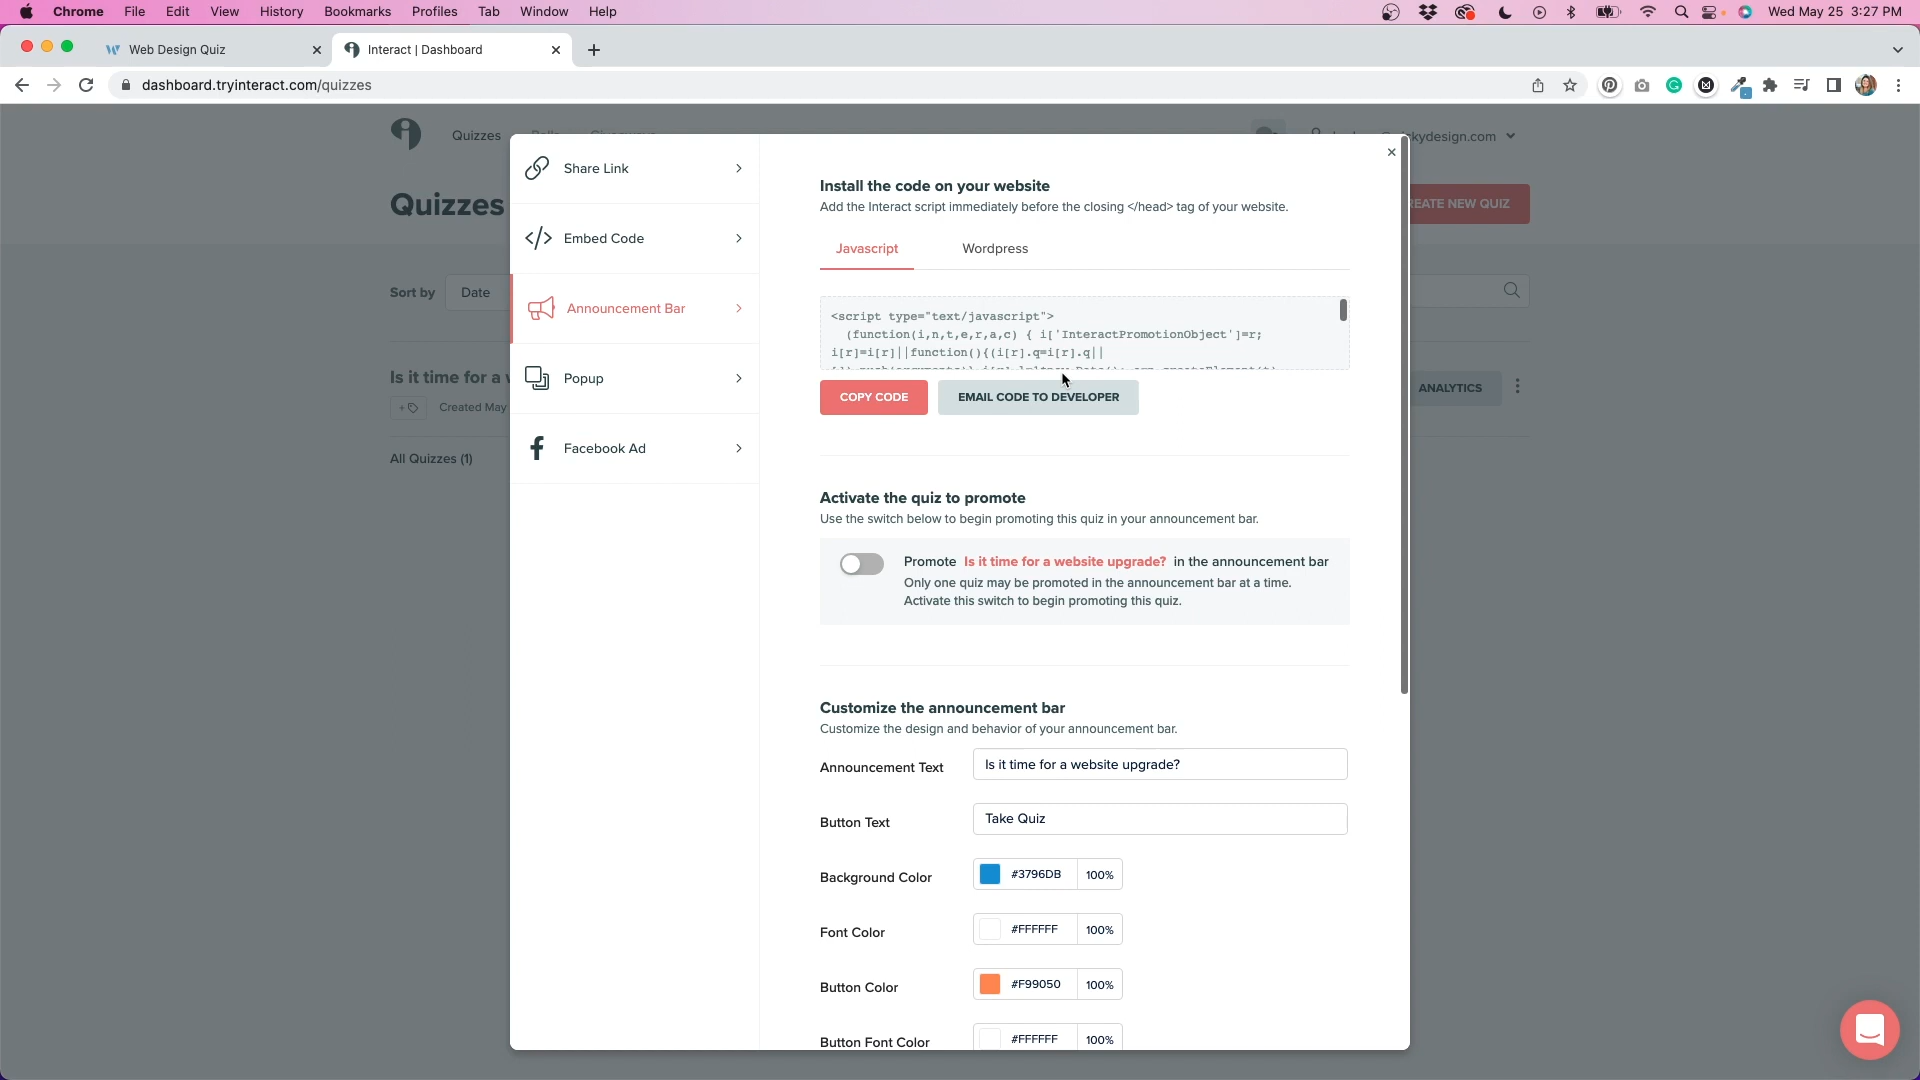 Chrome File Edit View History Bookmarks Profiles Tab Window Help Wed May 25 3:27 PM
Web Design Quiz
Interact | Dashboard
dashboard.tryinteract.com/quizzes
Quizzes
kydesign.com
Quizzes
REATE NEW QUIZ
Sort by Date
Is it time for a w
Created May
ANALYTICS
All Quizzes (1)
Share Link
Embed Code
Announcement Bar
Popup
Facebook Ad
Install the code on your website
Add the Interact script immediately before the closing </head> tag of your website.
Javascript Wordpress
<script type="text/javascript">
(function(i,n,t,e,r,a,c) { i['InteractPromotionObject']=r;
i[r]=i[r]||function(){(i[r].q=i[r].q||
COPY CODE EMAIL CODE TO DEVELOPER
Activate the quiz to promote
Use the switch below to begin promoting this quiz in your announcement bar.
Promote Is it time for a website upgrade? in the announcement bar
Only one quiz may be promoted in the announcement bar at a time.
Activate this switch to begin promoting this quiz.
Customize the announcement bar
Customize the design and behavior of your announcement bar.
Announcement Text Is it time for a website upgrade?
Button Text Take Quiz
Background Color #3796DB 100%
Font Color #FFFFFF 100%
Button Color #F99050 100%
Button Font Color #FFFFFF 100%